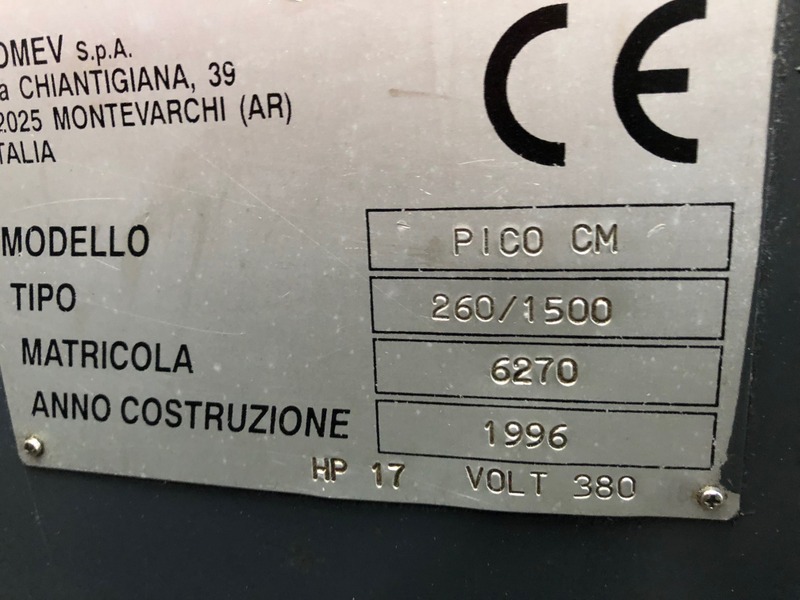 OMEV S.p.A.
a CHIANTIGIANA, 39
2025 MONTEVARCHI (AR)
TALIA
CE
MODELLO PICO CM
TIPO 260/1500
MATRICOLA 6270
ANNO COSTRUZIONE 1996
HP 17 VOLT 380